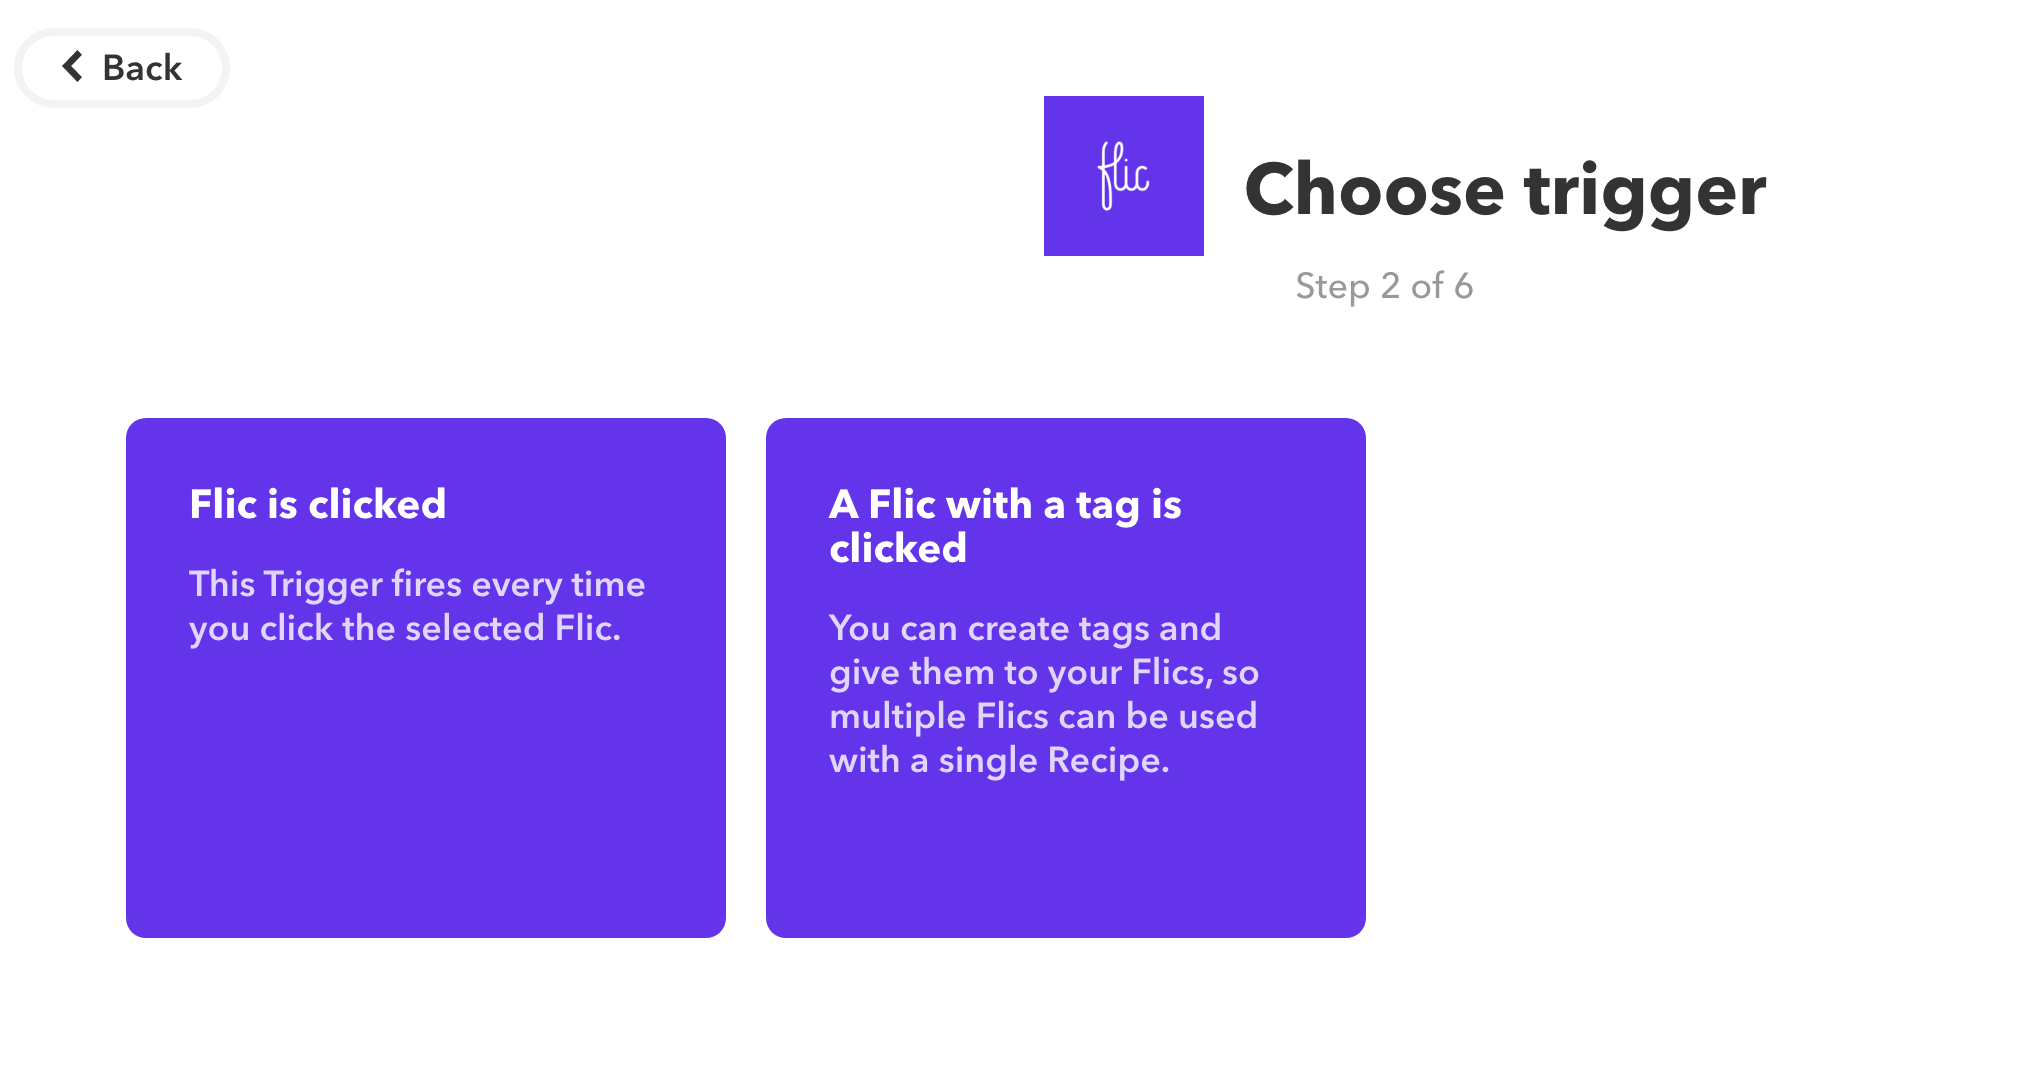 Back
flic
Choose trigger
Step 2 of 6
Flic is clicked
This Trigger fires every time
you click the selected Flic.
A Flic with a tag is
clicked
You can create tags and
give them to your Flics, so
multiple Flics can be used
with a single Recipe.